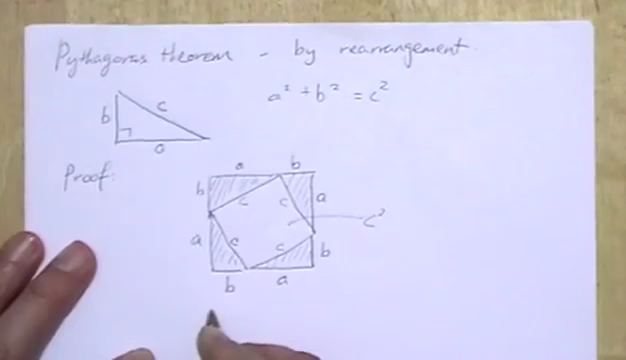 Pythagoras theorem - by rearrangement.
a² + b² = c²
b c
a
Proof:
a b
b c c a
c²
a c c b
b a